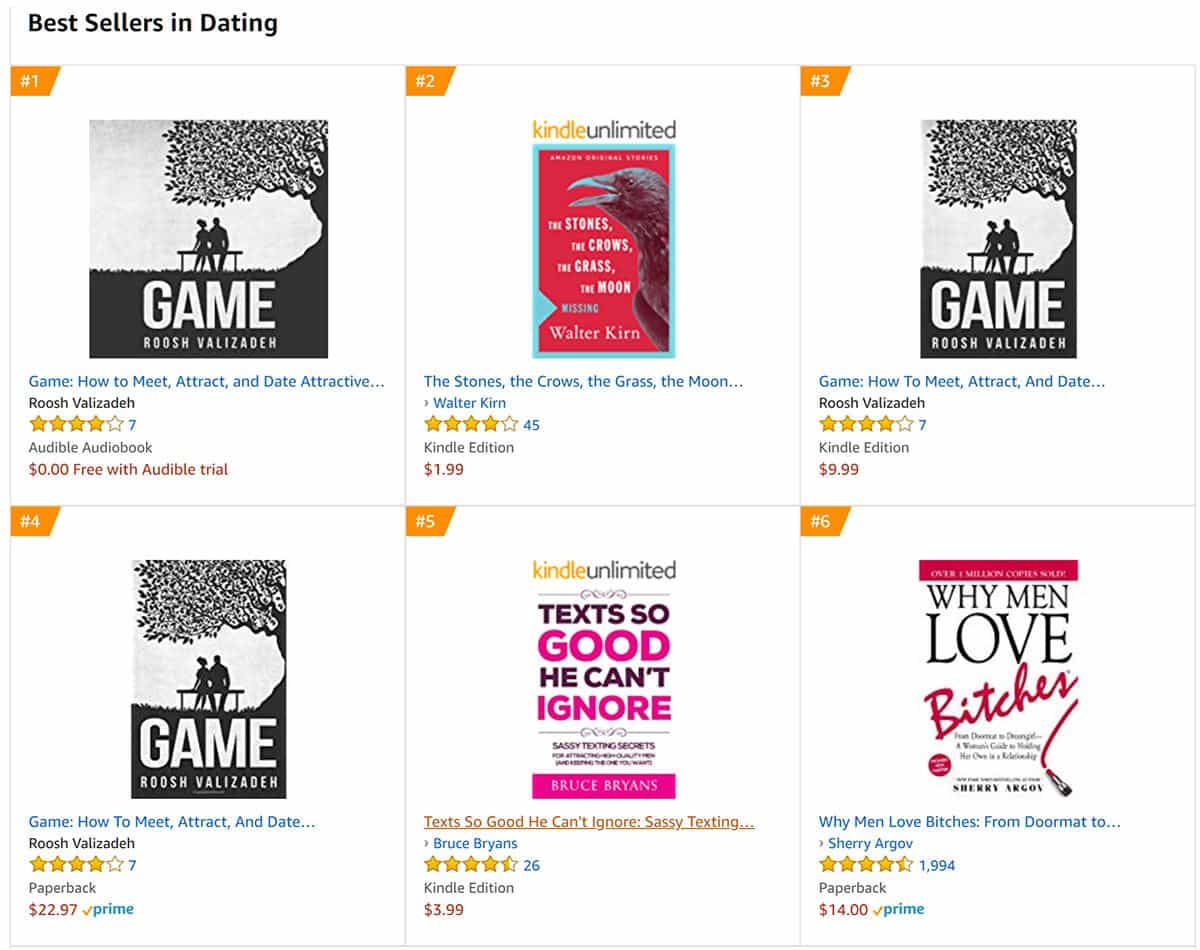 Best Sellers in Dating
#1
GAME
ROOSH VALIZADEH
Game: How to Meet, Attract, and Date Attractive…
Roosh Valizadeh
7
Audible Audiobook
$0.00 Free with Audible trial
#2
kindleunlimited
AMAZON ORIGINAL STORIES
THE STONES,
THE CROWS,
THE GRASS,
THE MOON
MISSING
Walter Kirn
The Stones, the Crows, the Grass, the Moon…
› Walter Kirn
45
Kindle Edition
$1.99
#3
GAME
ROOSH VALIZADEH
Game: How To Meet, Attract, And Date…
Roosh Valizadeh
7
Kindle Edition
$9.99
#4
GAME
ROOSH VALIZADEH
Game: How To Meet, Attract, And Date…
Roosh Valizadeh
7
Paperback
$22.97 prime
#5
kindleunlimited
TEXTS SO
GOOD
HE CAN'T
IGNORE
SASSY TEXTING SECRETS
FOR ATTRACTING HIGH-QUALITY MEN
(AND KEEPING THE ONE YOU WANT)
BRUCE BRYANS
Texts So Good He Can't Ignore: Sassy Texting…
› Bruce Bryans
26
Kindle Edition
$3.99
#6
OVER 1 MILLION COPIES SOLD!
WHY MEN
LOVE
Bitches
From Doormat to Dreamgirl—
A Woman's Guide to Holding
Her Own in a Relationship
SHERRY ARGOV
Why Men Love Bitches: From Doormat to…
› Sherry Argov
1,994
Paperback
$14.00 prime